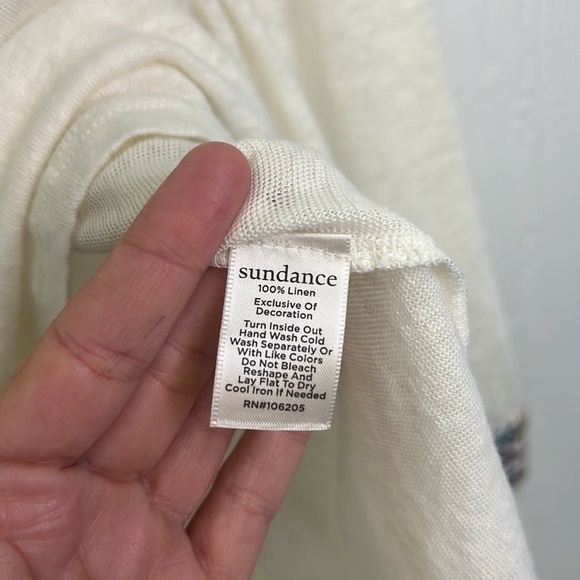 sundance
100% Linen
Exclusive Of
Decoration
Turn Inside Out
Hand Wash Cold
Wash Separately Or
With Like Colors
Do Not Bleach
Reshape And
Lay Flat To Dry
Cool Iron If Needed
RN#106205